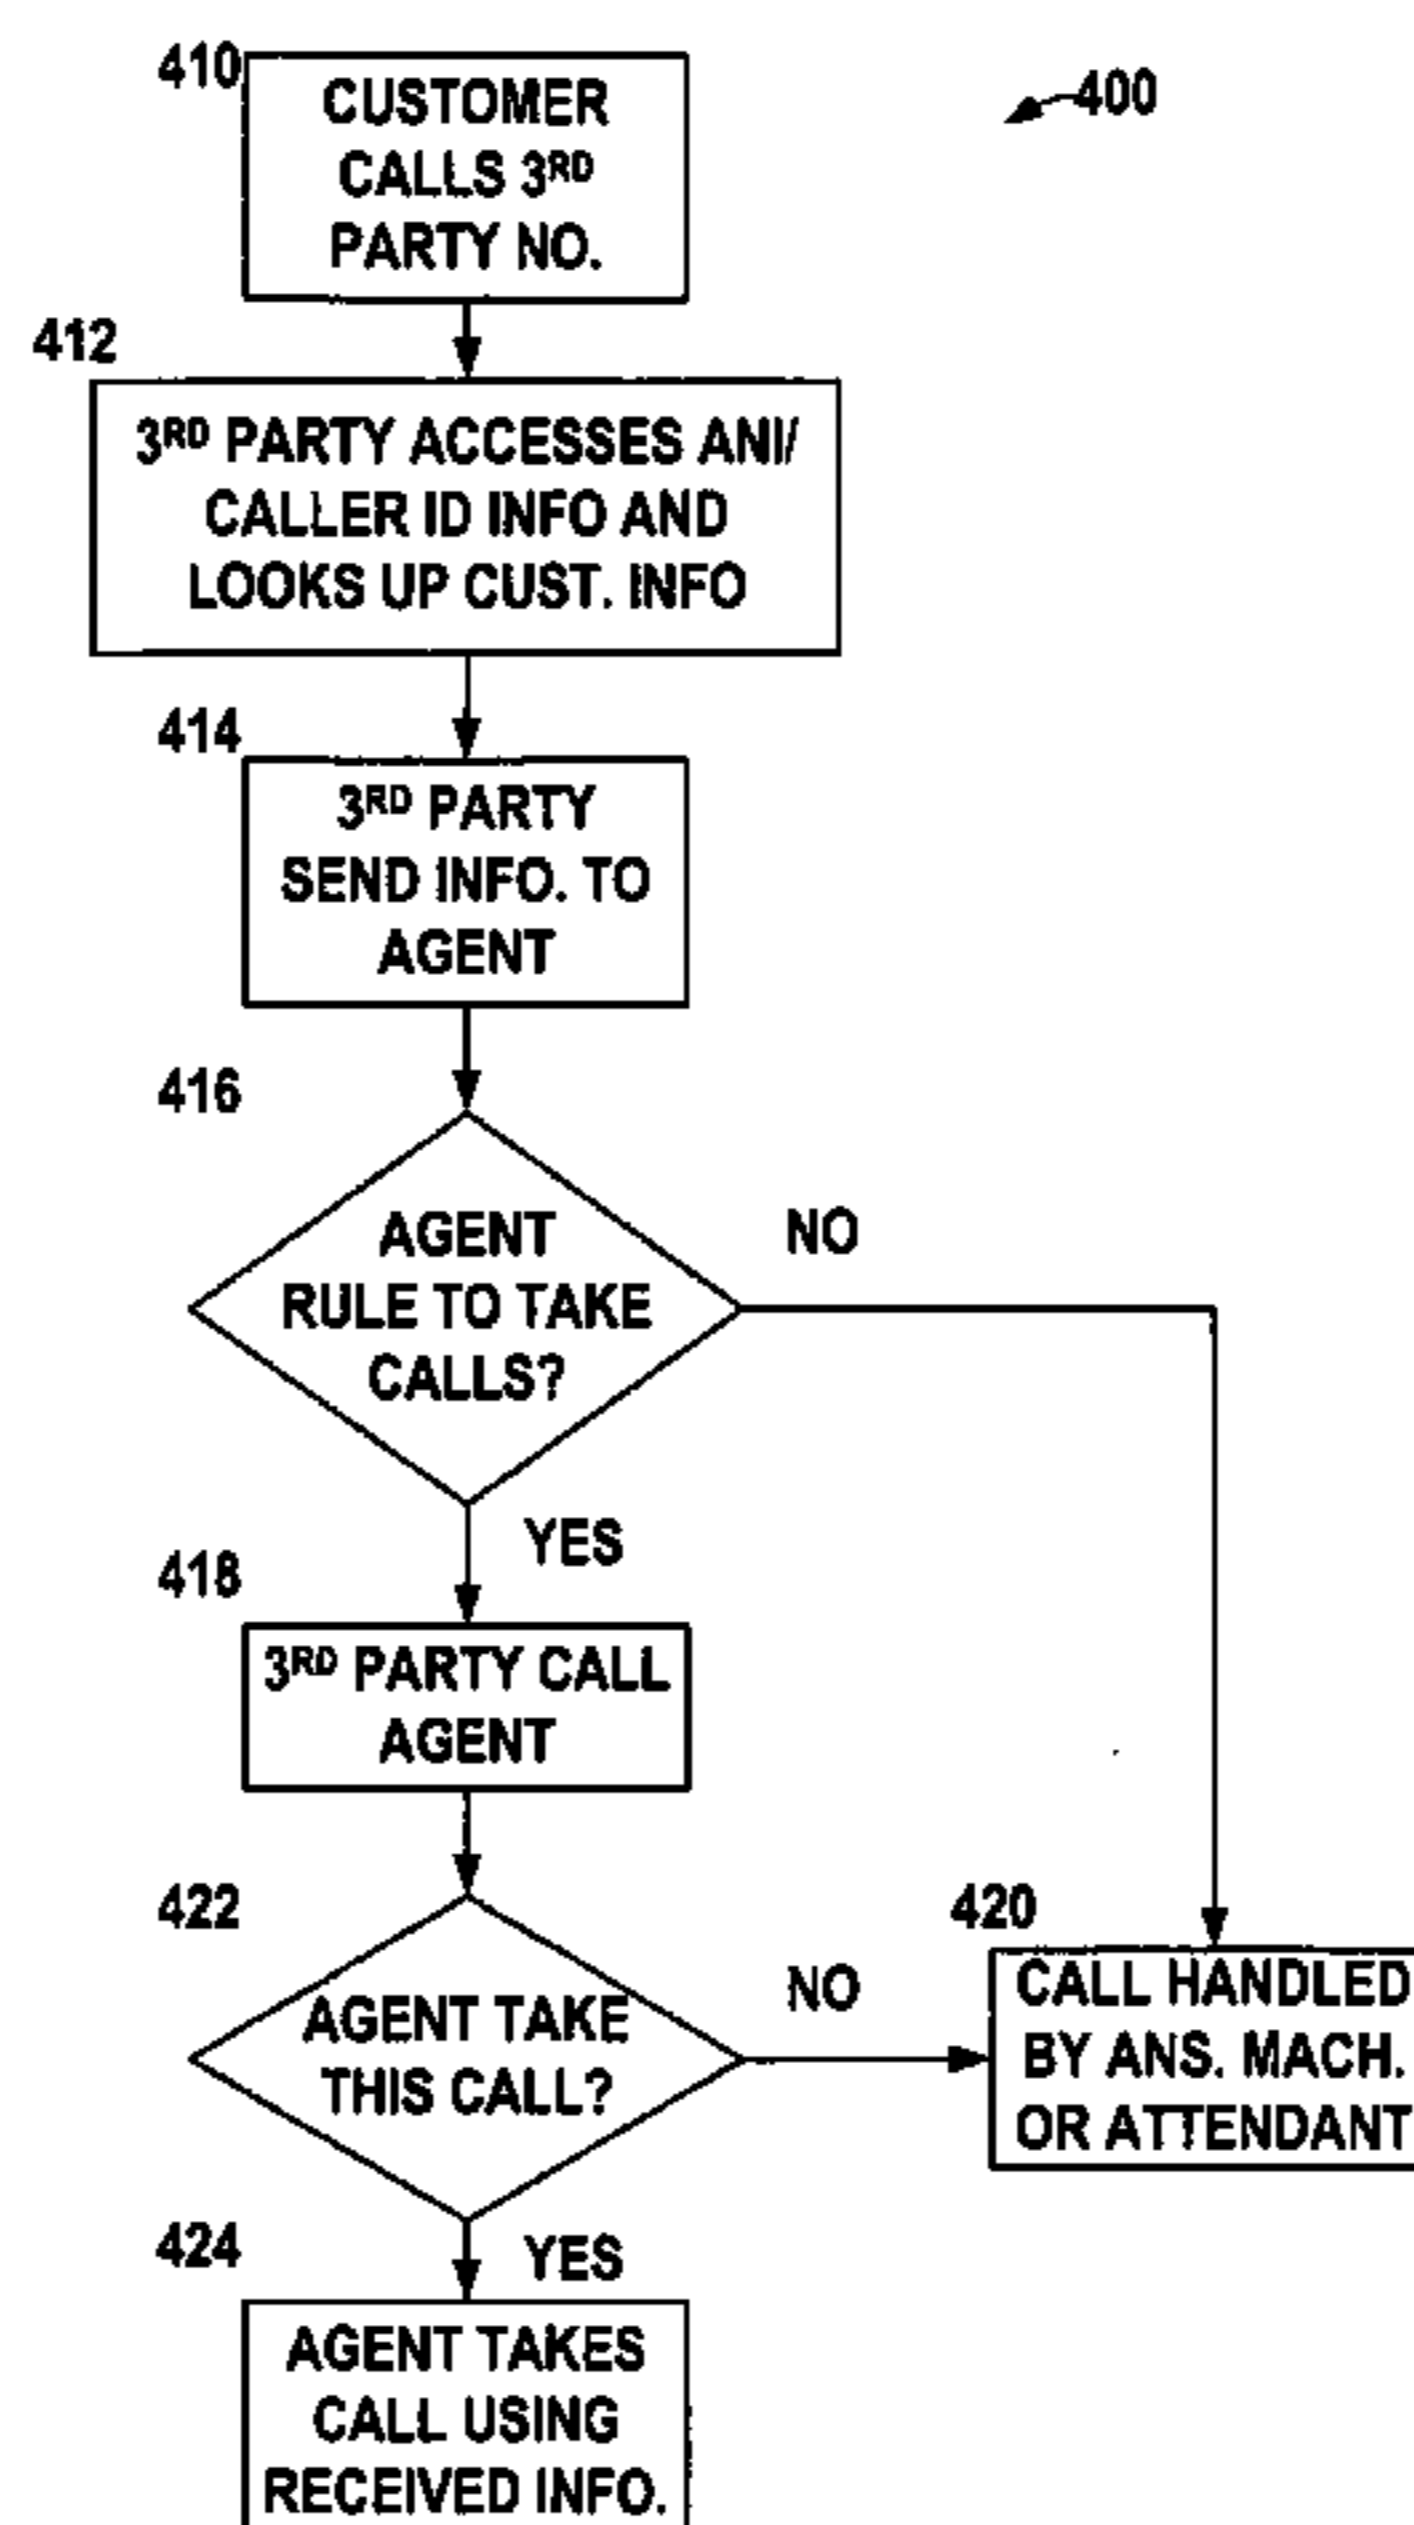 410
CUSTOMER
CALLS 3RD
PARTY NO.
400
412
3RD PARTY ACCESSES ANI/
CALLER ID INFO AND
LOOKS UP CUST. INFO
414
3RD PARTY
SEND INFO. TO
AGENT
416
AGENT
RULE TO TAKE
CALLS?
NO
YES
418
3RD PARTY CALL
AGENT
422
AGENT TAKE
THIS CALL?
NO
420
CALL HANDLED
BY ANS. MACH.
OR ATTENDANT
YES
424
AGENT TAKES
CALL USING
RECEIVED INFO.